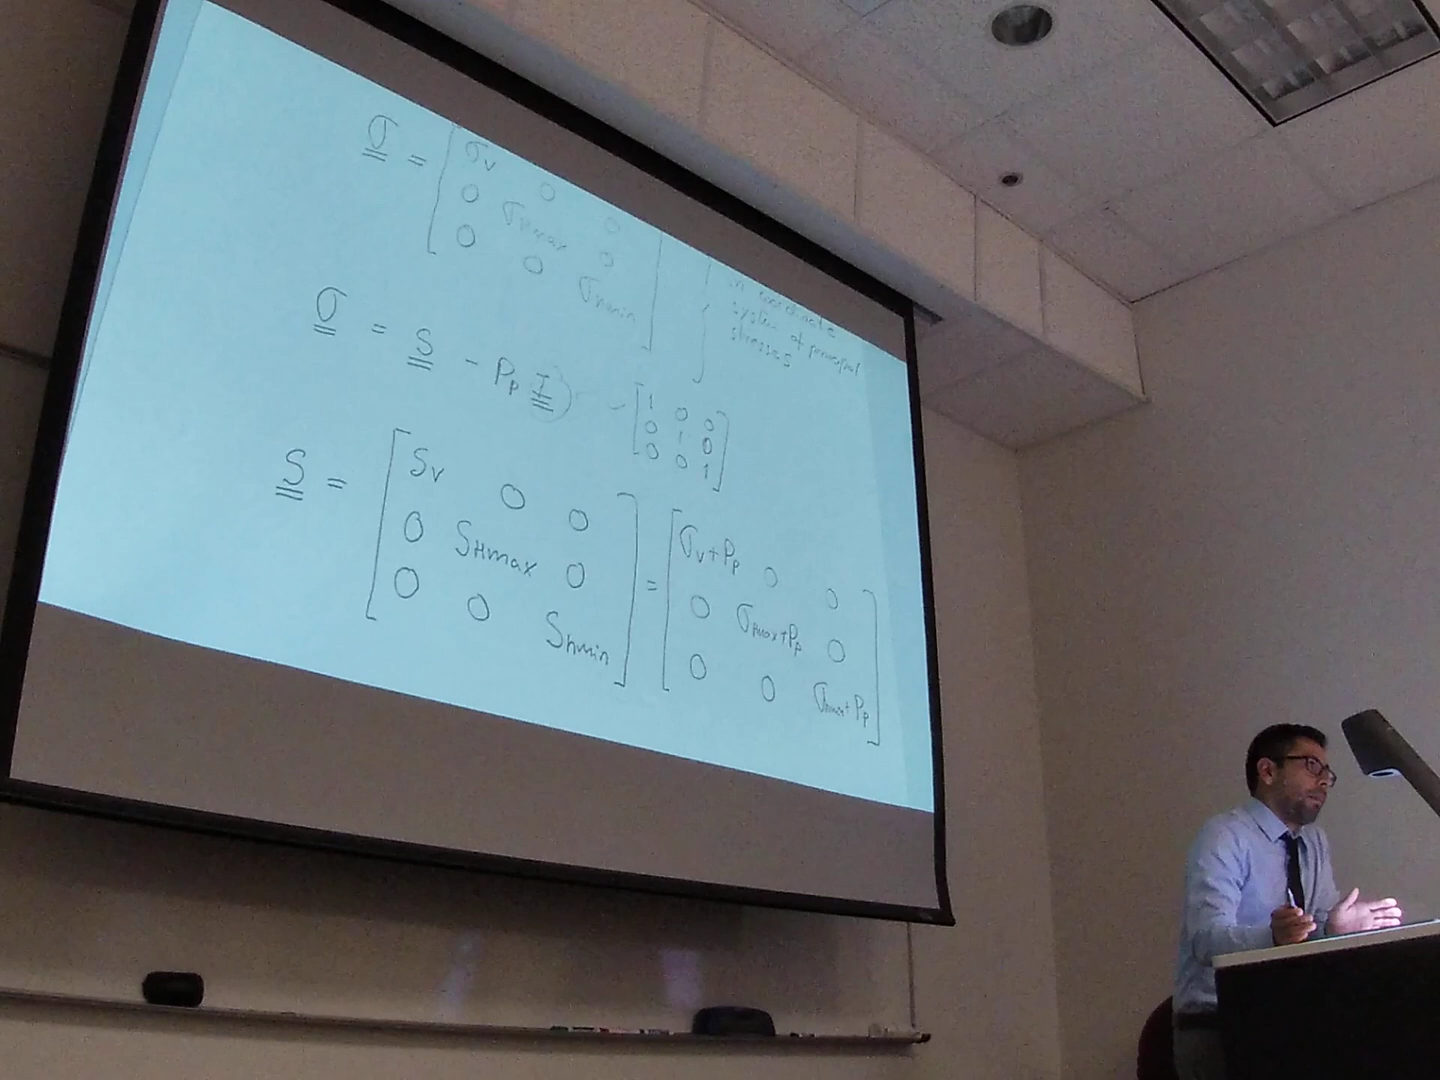 σ = [ σv 0 0
0 σHmax 0
0 0 σhmin ]
in coordinate
system of principal
stresses
σ = S - Pp I
[ 1 0 0
0 1 0
0 0 1 ]
S = [ Sv 0 0
0 SHmax 0
0 0 Shmin ]
= [ σv+Pp 0 0
0 σHmax+Pp 0
0 0 σhmin+Pp ]